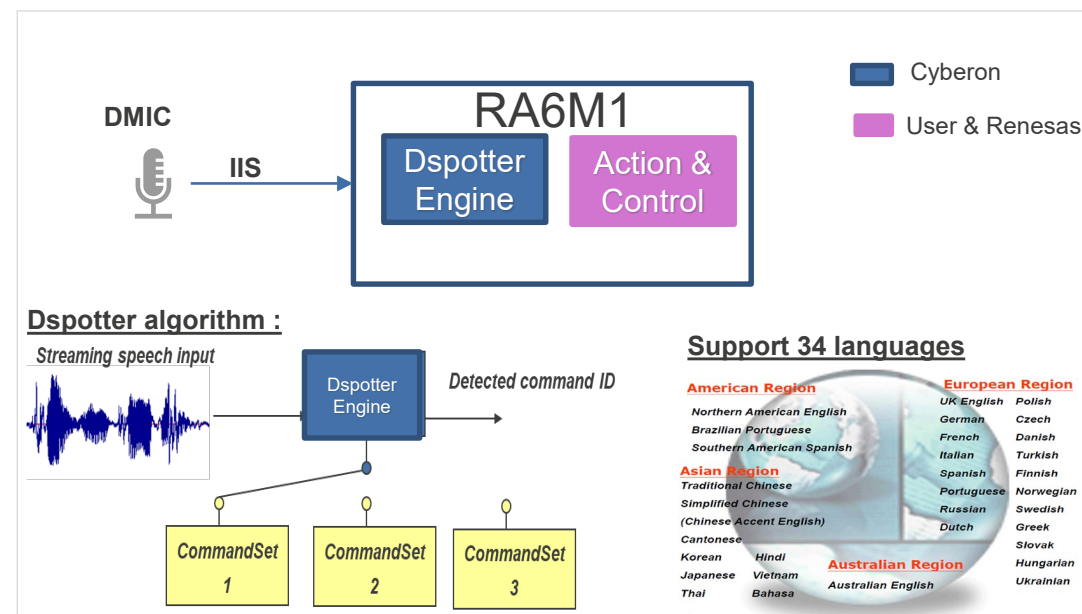 RA6M1
Cyberon
User & Renesas
DMIC
IIS
Dspotter
Engine
Action &
Control
Dspotter algorithm :
Streaming speech input
Dspotter
Engine
Detected command ID
CommandSet
1
CommandSet
2
CommandSet
3
Support 34 languages
American Region
Northern American English
Brazilian Portuguese
Southern American Spanish
Asian Region
Traditional Chinese
Simplified Chinese
(Chinese Accent English)
Cantonese
Korean Hindi
Japanese Vietnam
Thai Bahasa
European Region
UK English Polish
German Czech
French Danish
Italian Turkish
Spanish Finnish
Portuguese Norwegian
Russian Swedish
Dutch Greek
Slovak
Hungarian
Ukrainian
Australian Region
Australian English